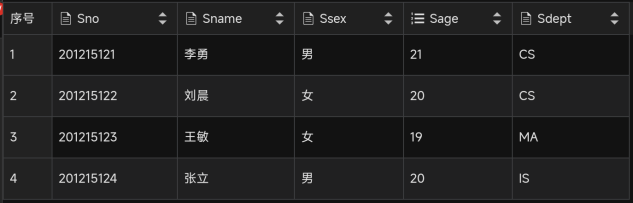 序号 Sno Sname Ssex Sage Sdept
1 201215121 李勇 男 21 CS
2 201215122 刘晨 女 20 CS
3 201215123 王敏 女 19 MA
4 201215124 张立 男 20 IS